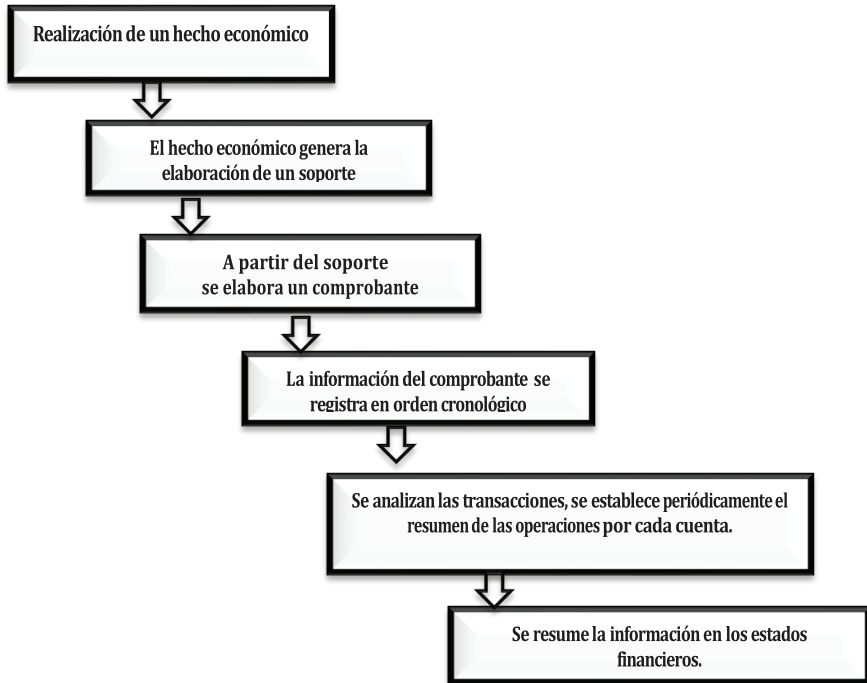 Realización de un hecho económico
El hecho económico genera la
elaboración de un soporte
A partir del soporte
se elabora un comprobante
La información del comprobante se
registra en orden cronológico
Se analizan las transacciones, se establece periódicamente el
resumen de las operaciones por cada cuenta.
Se resume la información en los estados
financieros.